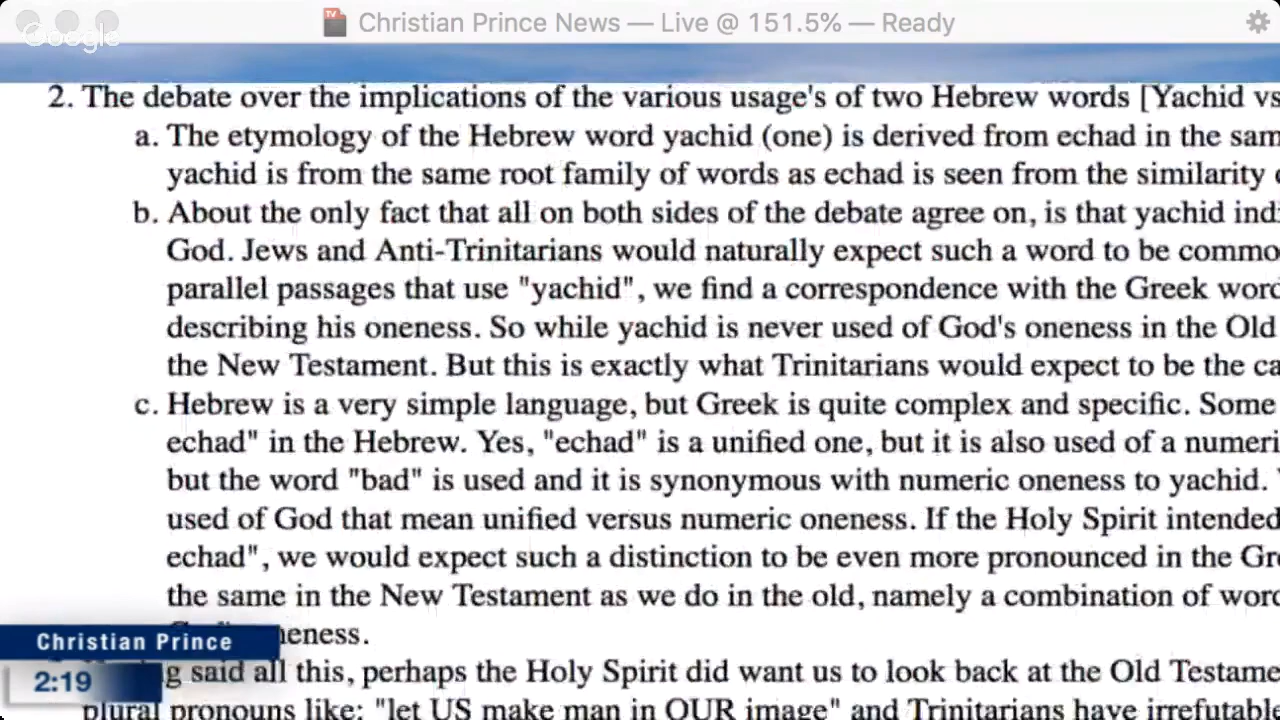 Christian Prince News — Live @ 151.5% — Ready
Google
2. The debate over the implications of the various usage's of two Hebrew words [Yachid vs
a. The etymology of the Hebrew word yachid (one) is derived from echad in the sam
yachid is from the same root family of words as echad is seen from the similarity
b. About the only fact that all on both sides of the debate agree on, is that yachid indi
God. Jews and Anti-Trinitarians would naturally expect such a word to be commo
parallel passages that use "yachid", we find a correspondence with the Greek word
describing his oneness. So while yachid is never used of God's oneness in the Old
the New Testament. But this is exactly what Trinitarians would expect to be the ca
c. Hebrew is a very simple language, but Greek is quite complex and specific. Some
echad" in the Hebrew. Yes, "echad" is a unified one, but it is also used of a numeri
but the word "bad" is used and it is synonymous with numeric oneness to yachid.
used of God that mean unified versus numeric oneness. If the Holy Spirit intended
echad", we would expect such a distinction to be even more pronounced in the Gre
the same in the New Testament as we do in the old, namely a combination of word
eness.
Christian Prince
g said all this, perhaps the Holy Spirit did want us to look back at the Old Testame
2:19
plural pronouns like: "let US make man in OUR image" and Trinitarians have irrefutable